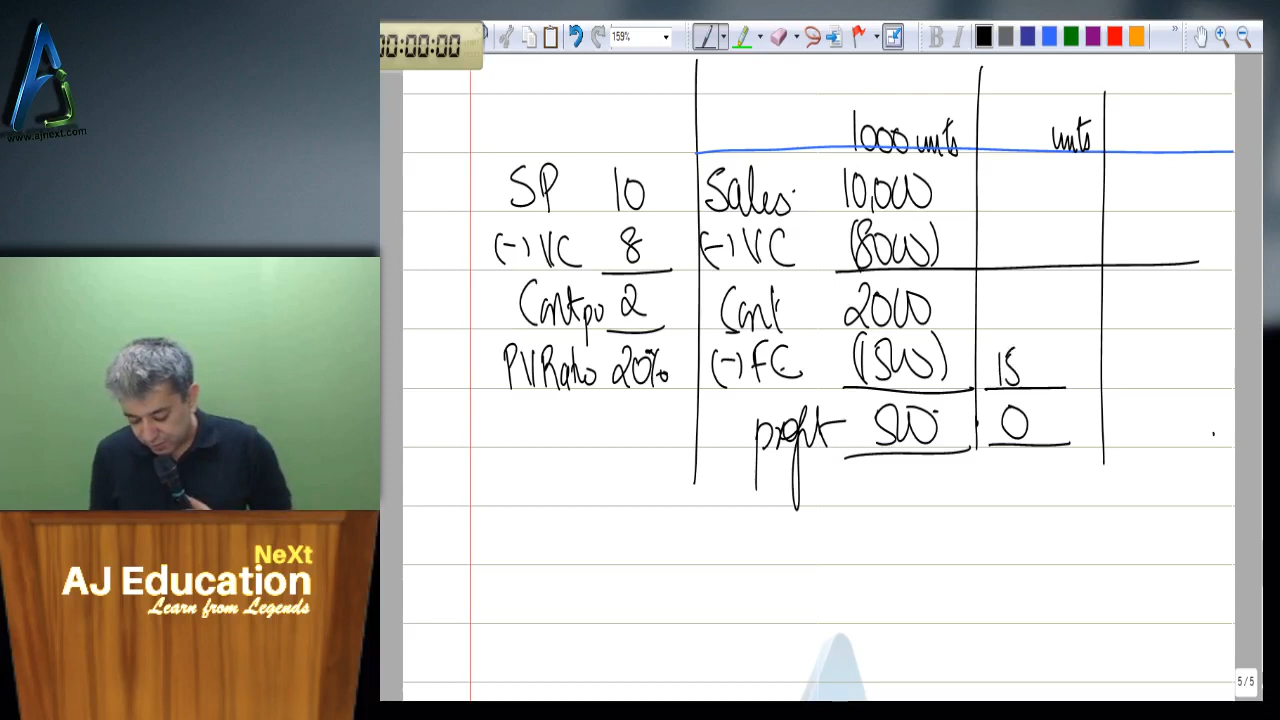 AJ
www.ajnext.com
00:00:00
159%
B I
1000 units units
SP 10 Sales 10,000
(-) VC 8 (-) VC (8000)
Contpu 2 Cont 2000
PV Ratio 20% (-) FC (1500) 15
profit 500 0
NeXt
AJ Education
Learn from Legends
5/5